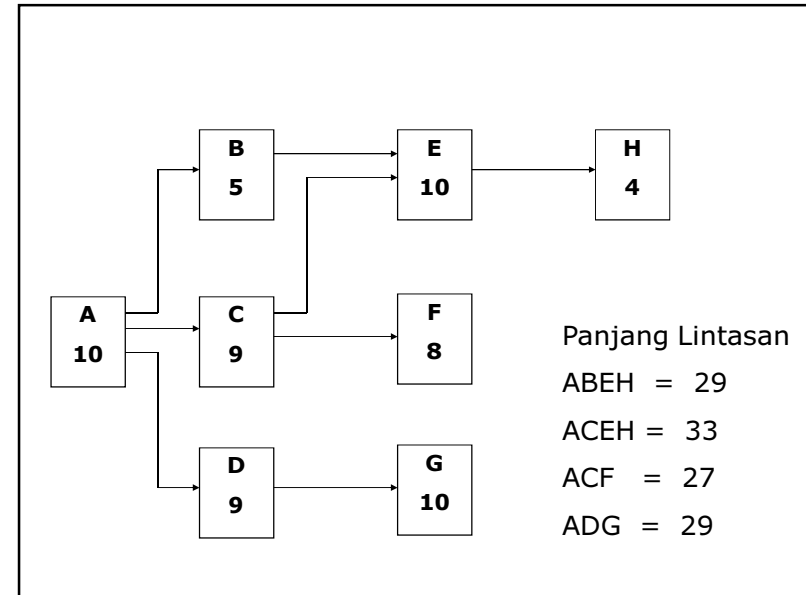 B
5
E
10
H
4
A
10
C
9
F
8
D
9
G
10
Panjang Lintasan
ABEH = 29
ACEH = 33
ACF = 27
ADG = 29